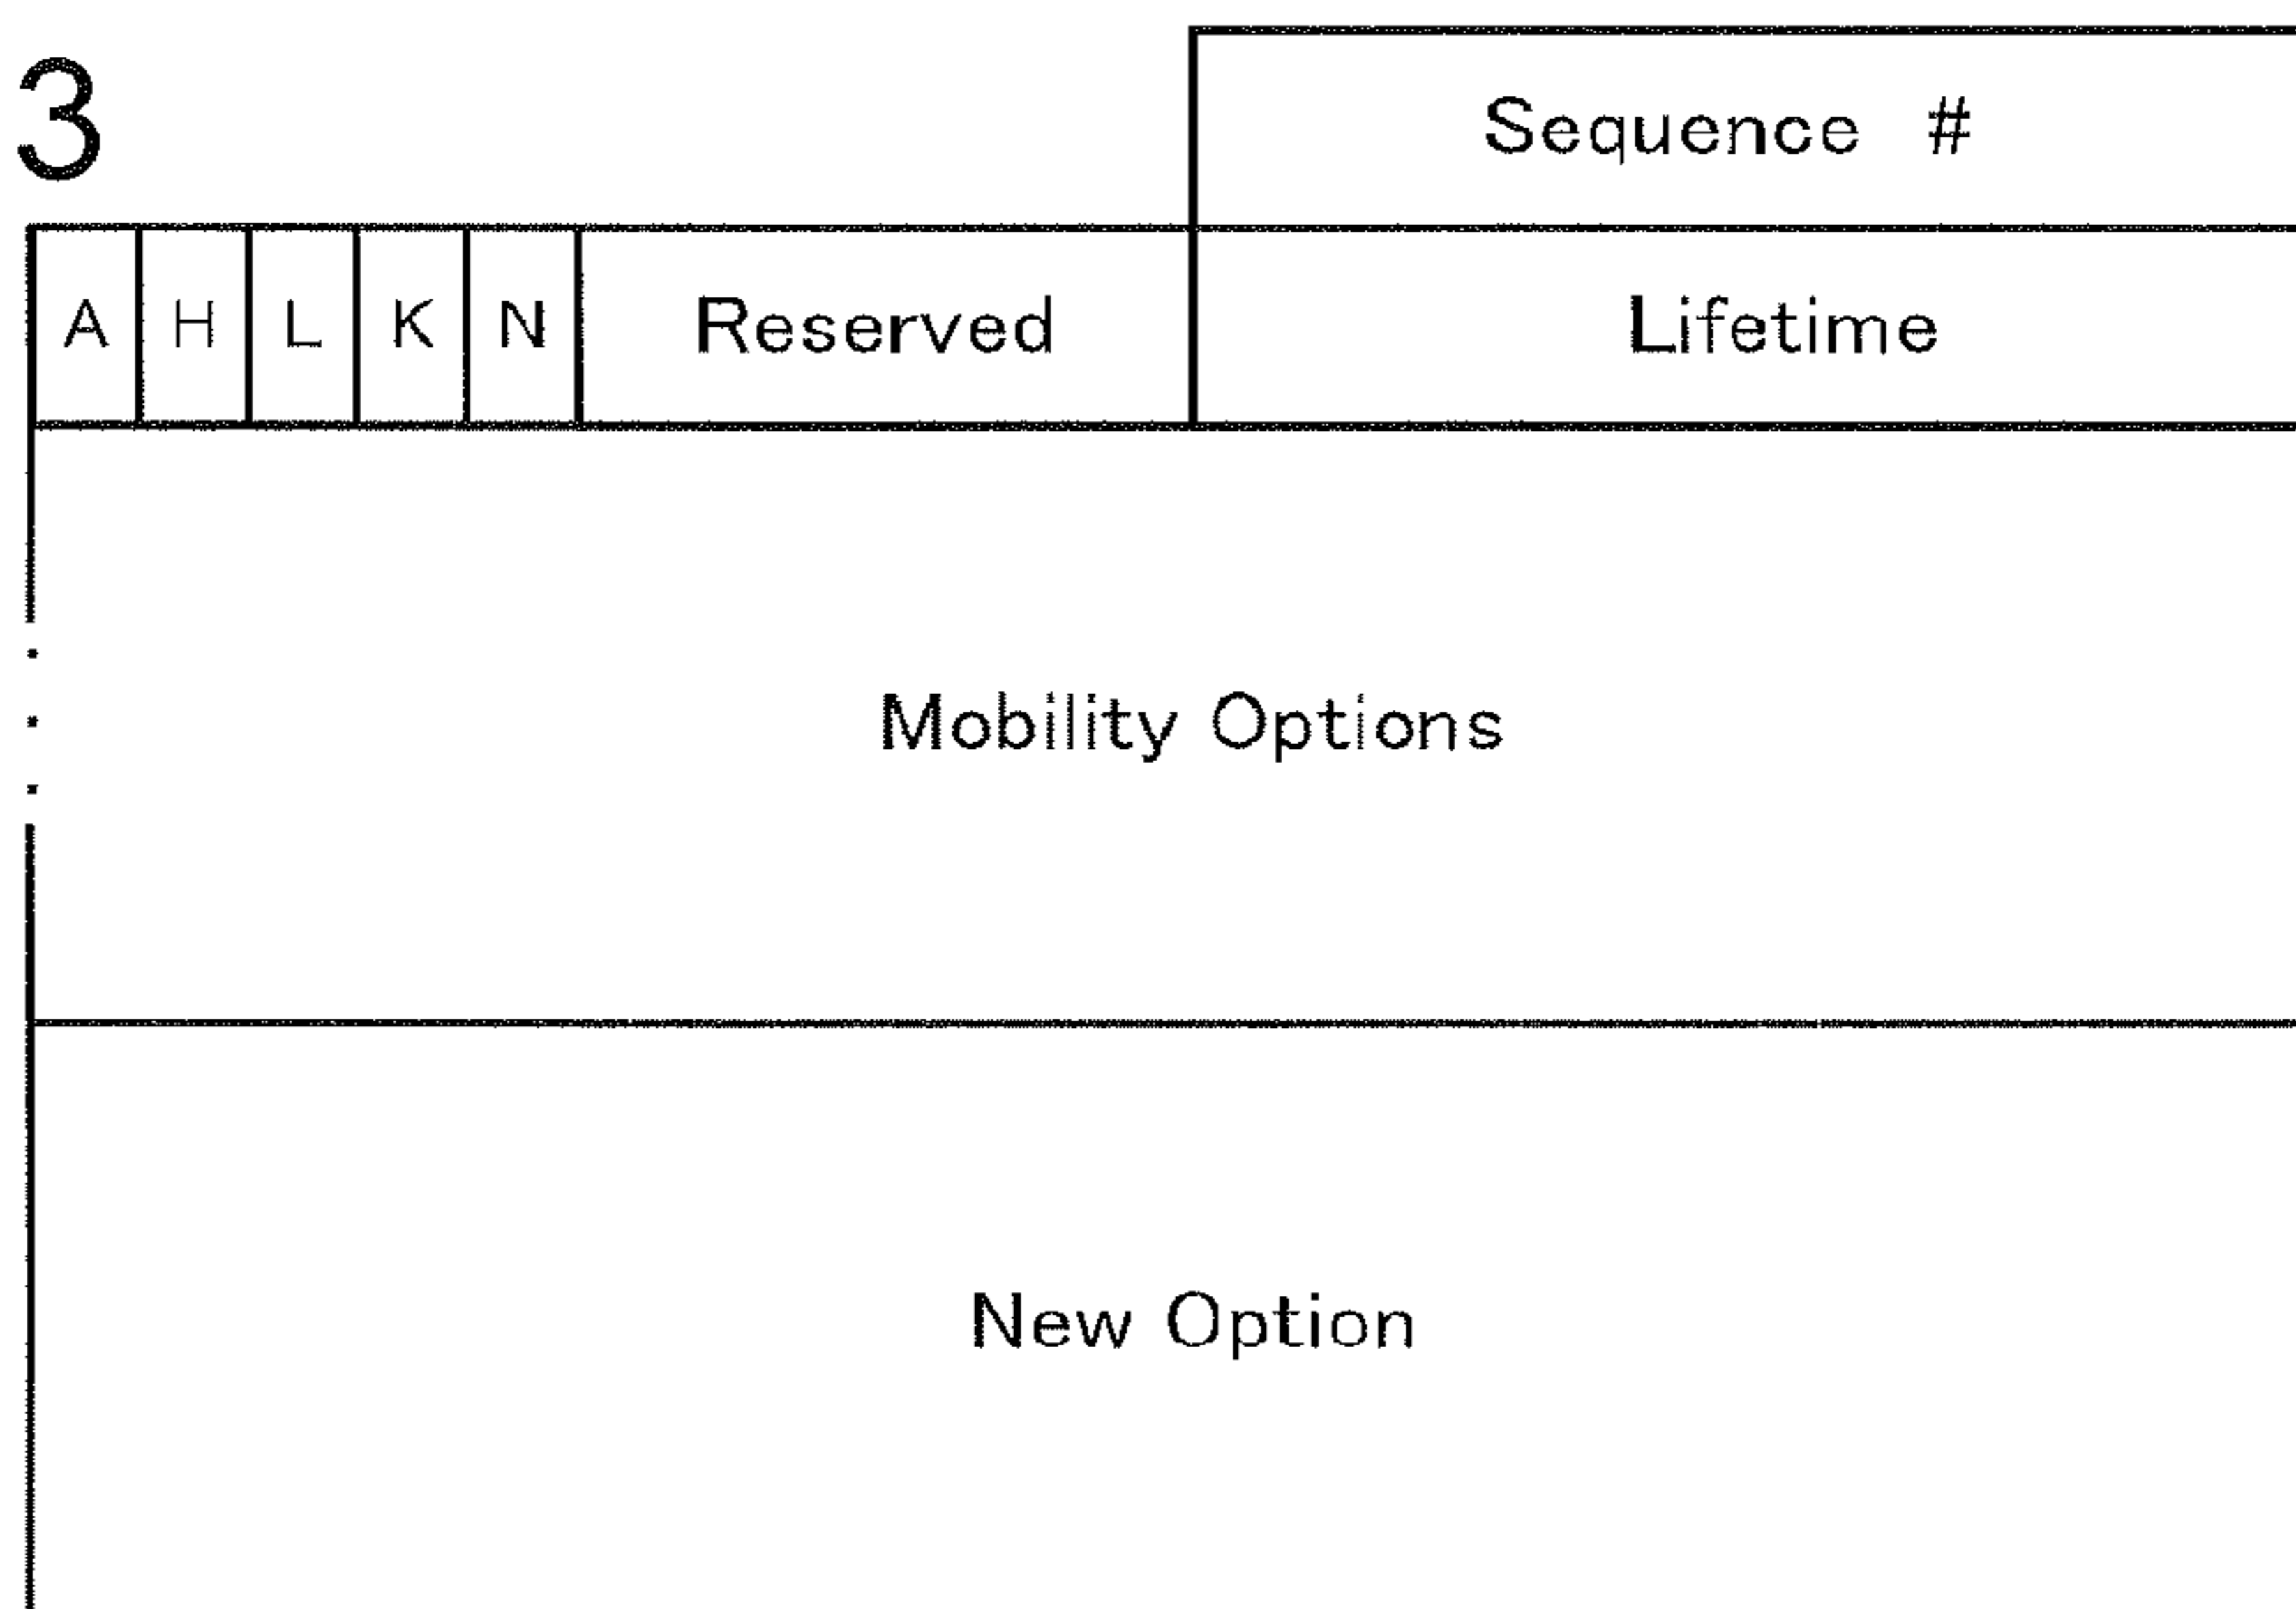 3
Sequence #
A H L K N Reserved Lifetime
Mobility Options
New Option